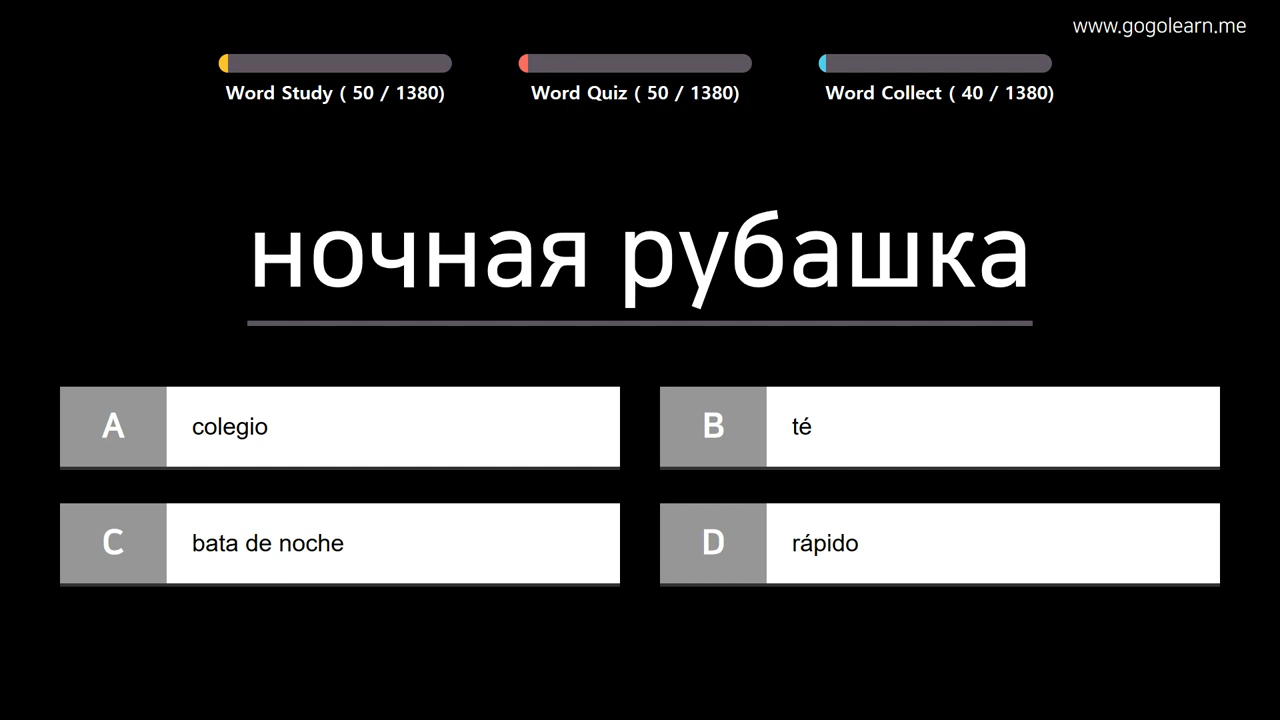 www.gogolearn.me
Word Study ( 50 / 1380)
Word Quiz ( 50 / 1380)
Word Collect ( 40 / 1380)
ночная рубашка
A colegio
B té
C bata de noche
D rápido